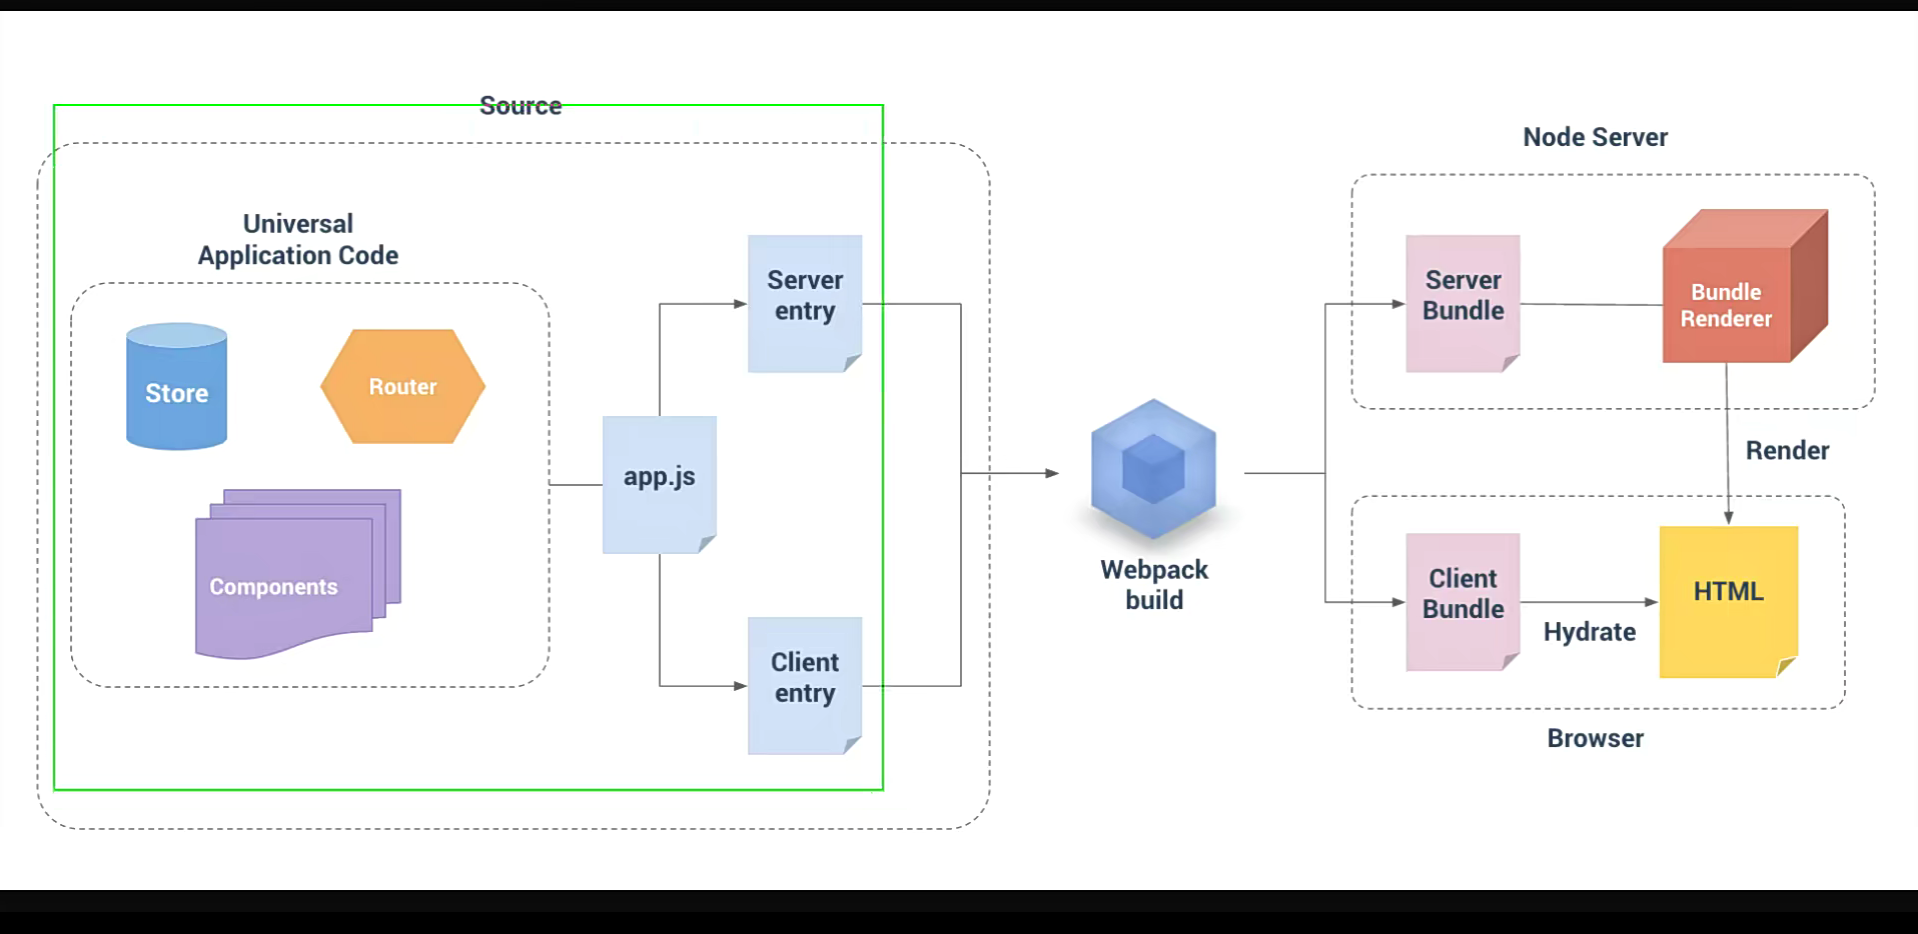 Source
Universal
Application Code
Store
Router
Components
app.js
Server
entry
Client
entry
Webpack
build
Node Server
Server
Bundle
Bundle
Renderer
Render
Client
Bundle
Hydrate
HTML
Browser